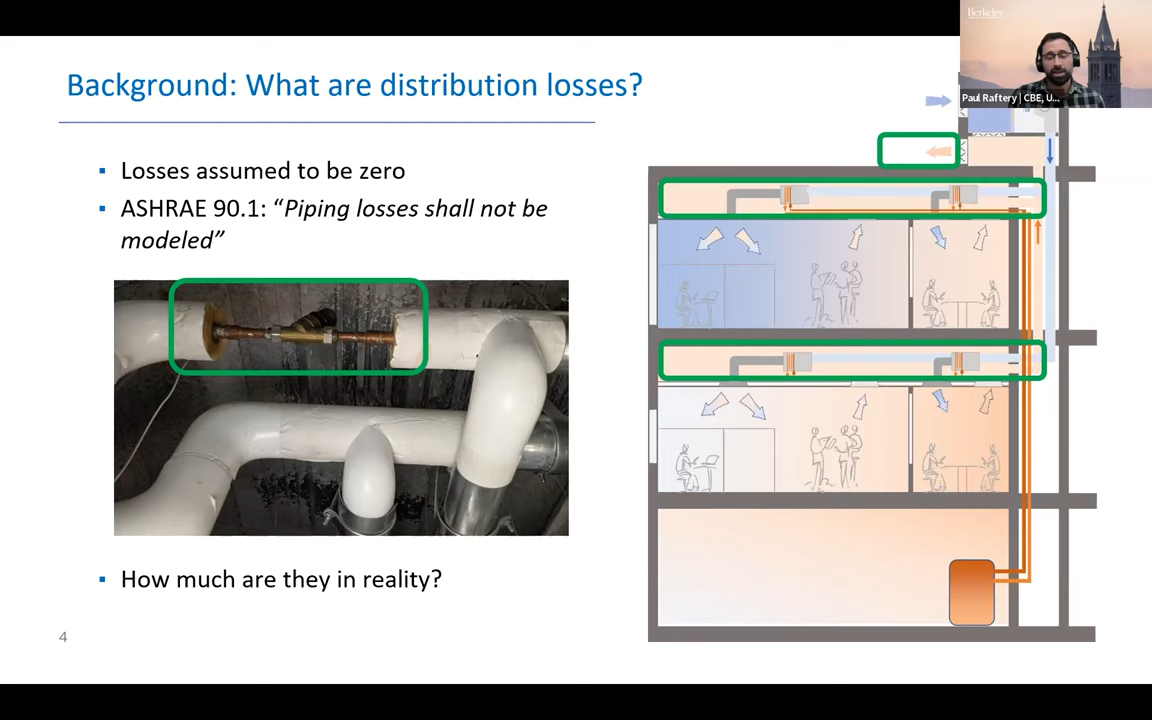 Berkeley
Background: What are distribution losses?
Paul Raftery | CBE, U...
▪ Losses assumed to be zero
▪ ASHRAE 90.1: “Piping losses shall not be
modeled”
▪ How much are they in reality?
4